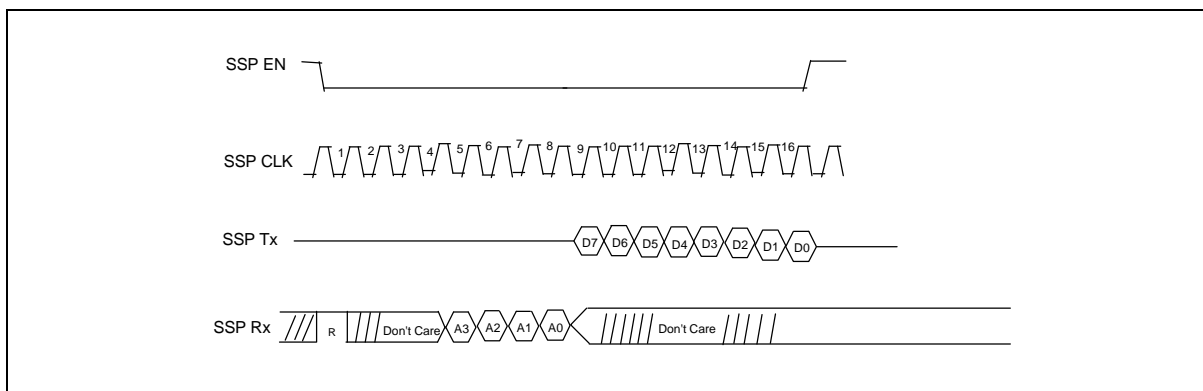 SSP EN
SSP CLK 1 2 3 4 5 6 7 8 9 10 11 12 13 14 15 16
SSP Tx D7 D6 D5 D4 D3 D2 D1 D0
SSP Rx R Don't Care A3 A2 A1 A0 Don't Care